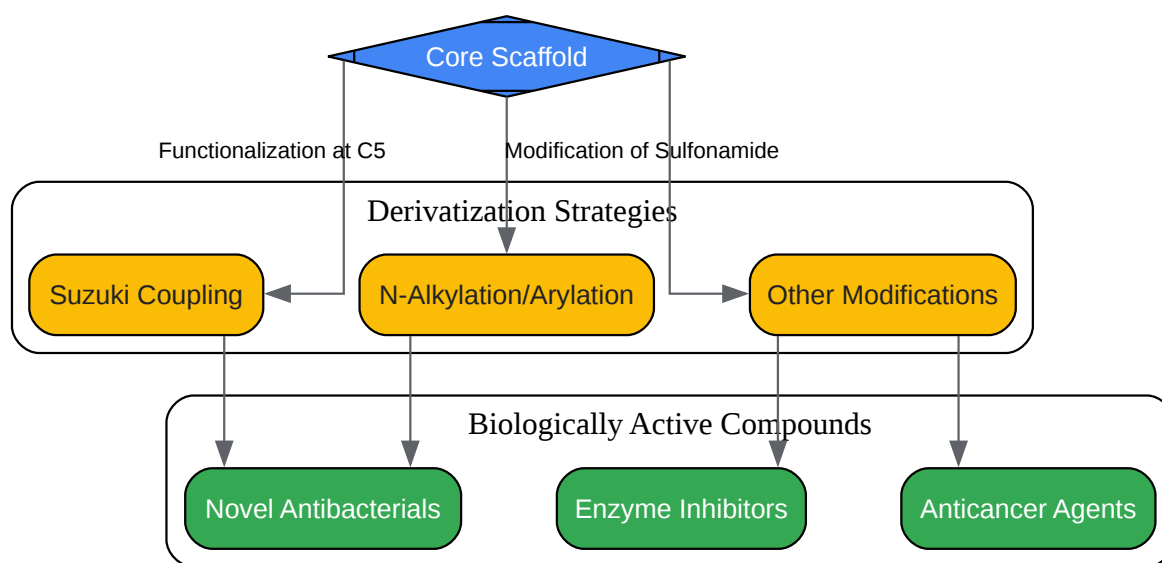 Core Scaffold
Functionalization at C5
Modification of Sulfonamide
Derivatization Strategies
Suzuki Coupling
N-Alkylation/Arylation
Other Modifications
Biologically Active Compounds
Novel Antibacterials
Enzyme Inhibitors
Anticancer Agents